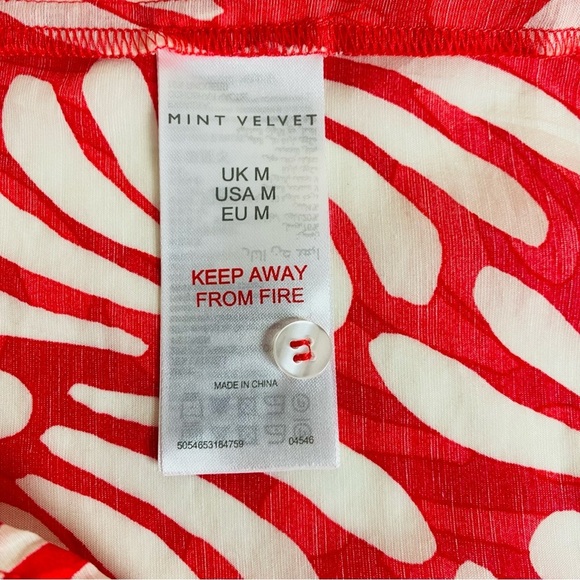 MINT VELVET
UK M
USA M
EU M
KEEP AWAY
FROM FIRE
MADE IN CHINA
5054653184759 04546